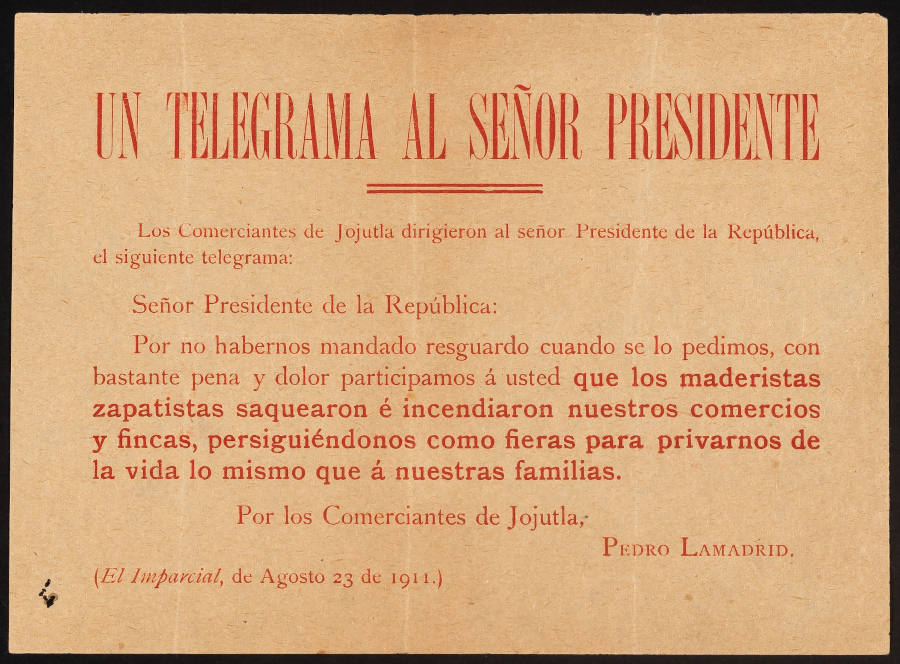 UN TELEGRAMA AL SEÑOR PRESIDENTE
Los Comerciantes de Jojutla dirigieron al señor Presidente de la República,
el siguiente telegrama:
Señor Presidente de la República:
Por no habernos mandado resguardo cuando se lo pedimos, con
bastante pena y dolor participamos á usted que los maderistas
zapatistas saquearon é incendiaron nuestros comercios
y fincas, persiguiéndonos como fieras para privarnos de
la vida lo mismo que á nuestras familias.
Por los Comerciantes de Jojutla,
PEDRO LAMADRID.
(El Imparcial, de Agosto 23 de 1911.)